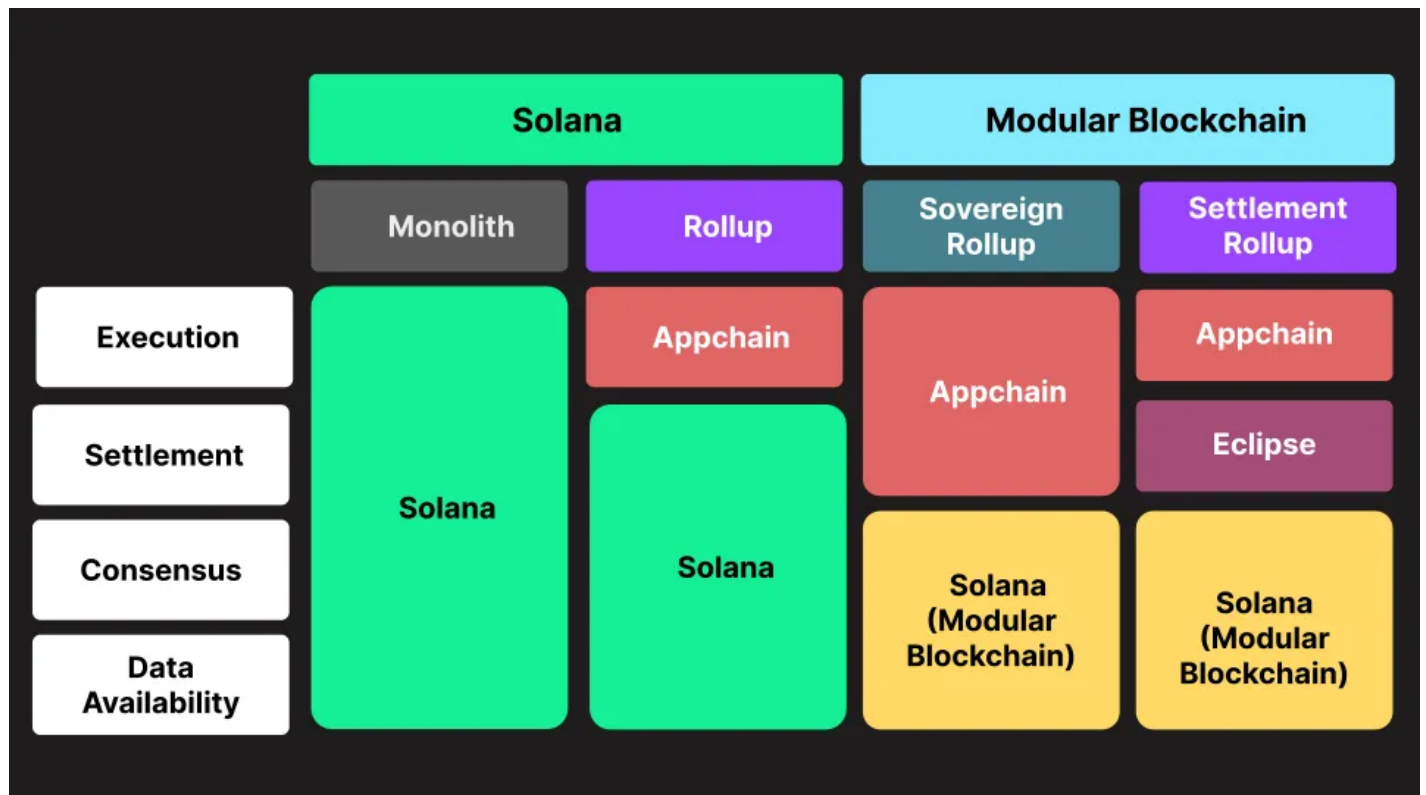 Solana
Modular Blockchain
Monolith
Rollup
Sovereign
Rollup
Settlement
Rollup
Execution
Settlement
Consensus
Data
Availability
Solana
Appchain
Solana
Appchain
Solana
(Modular
Blockchain)
Appchain
Eclipse
Solana
(Modular
Blockchain)